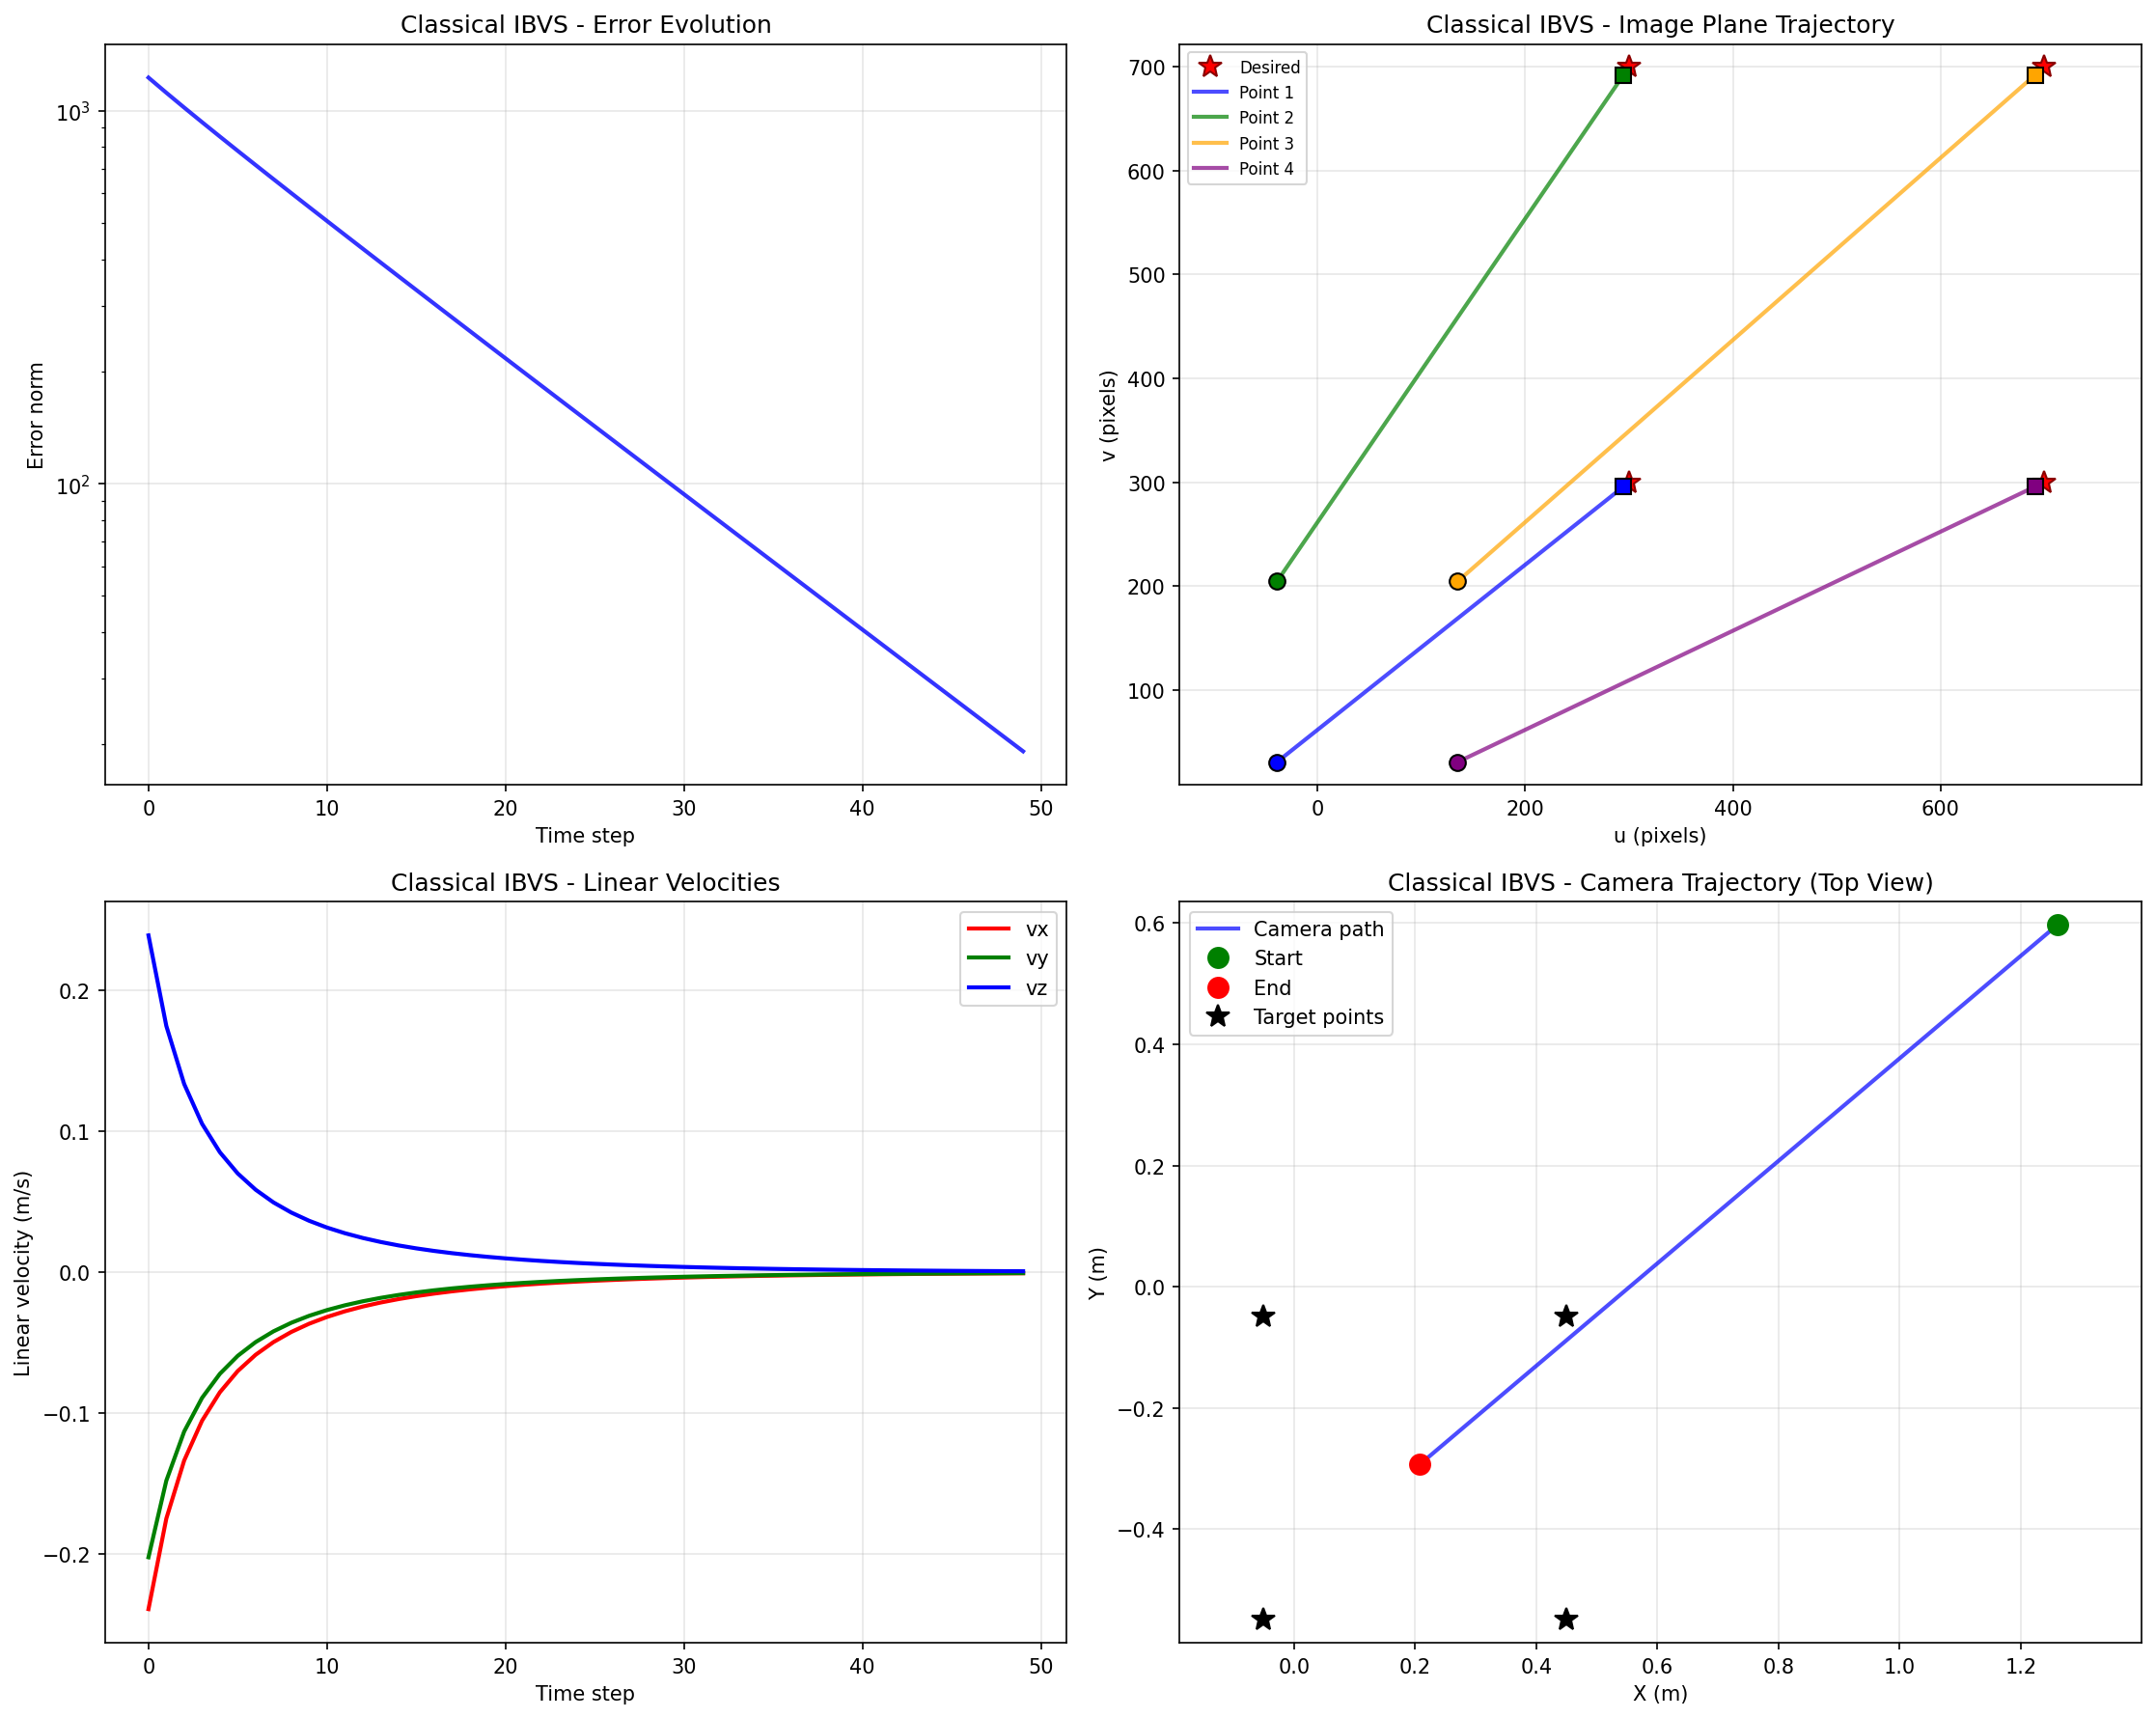 Classical IBVS - Error Evolution
Error norm
10³
10²
0 10 20 30 40 50
Time step
Classical IBVS - Image Plane Trajectory
v (pixels)
700
600
500
400
300
200
100
Desired
Point 1
Point 2
Point 3
Point 4
0 200 400 600
u (pixels)
Classical IBVS - Linear Velocities
Linear velocity (m/s)
0.2
0.1
0.0
−0.1
−0.2
vx
vy
vz
0 10 20 30 40 50
Time step
Classical IBVS - Camera Trajectory (Top View)
Y (m)
0.6
0.4
0.2
0.0
−0.2
−0.4
Camera path
Start
End
Target points
0.0 0.2 0.4 0.6 0.8 1.0 1.2
X (m)